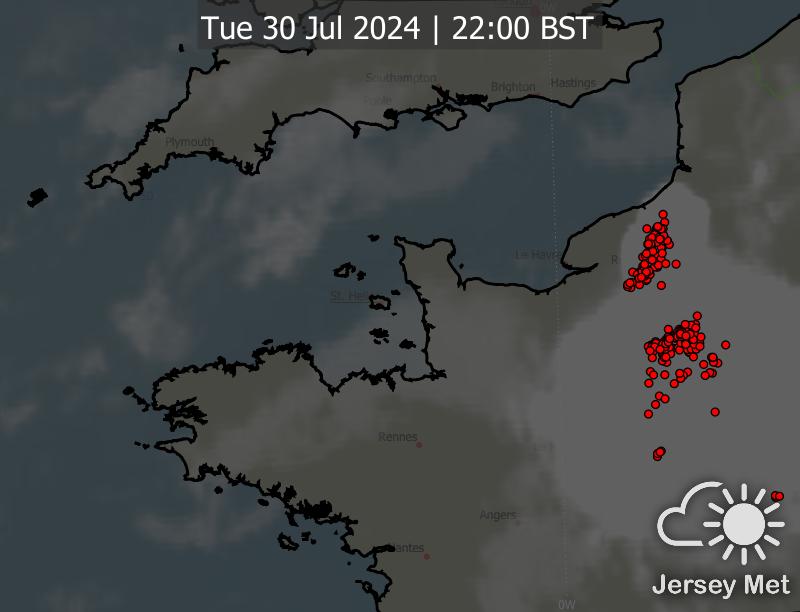 Tue 30 Jul 2024 | 22:00 BST
Southampton
Brighton
Hastings
Poole
Plymouth
Le Havre
St. Helier
Rennes
Angers
Nantes
Jersey Met
0W